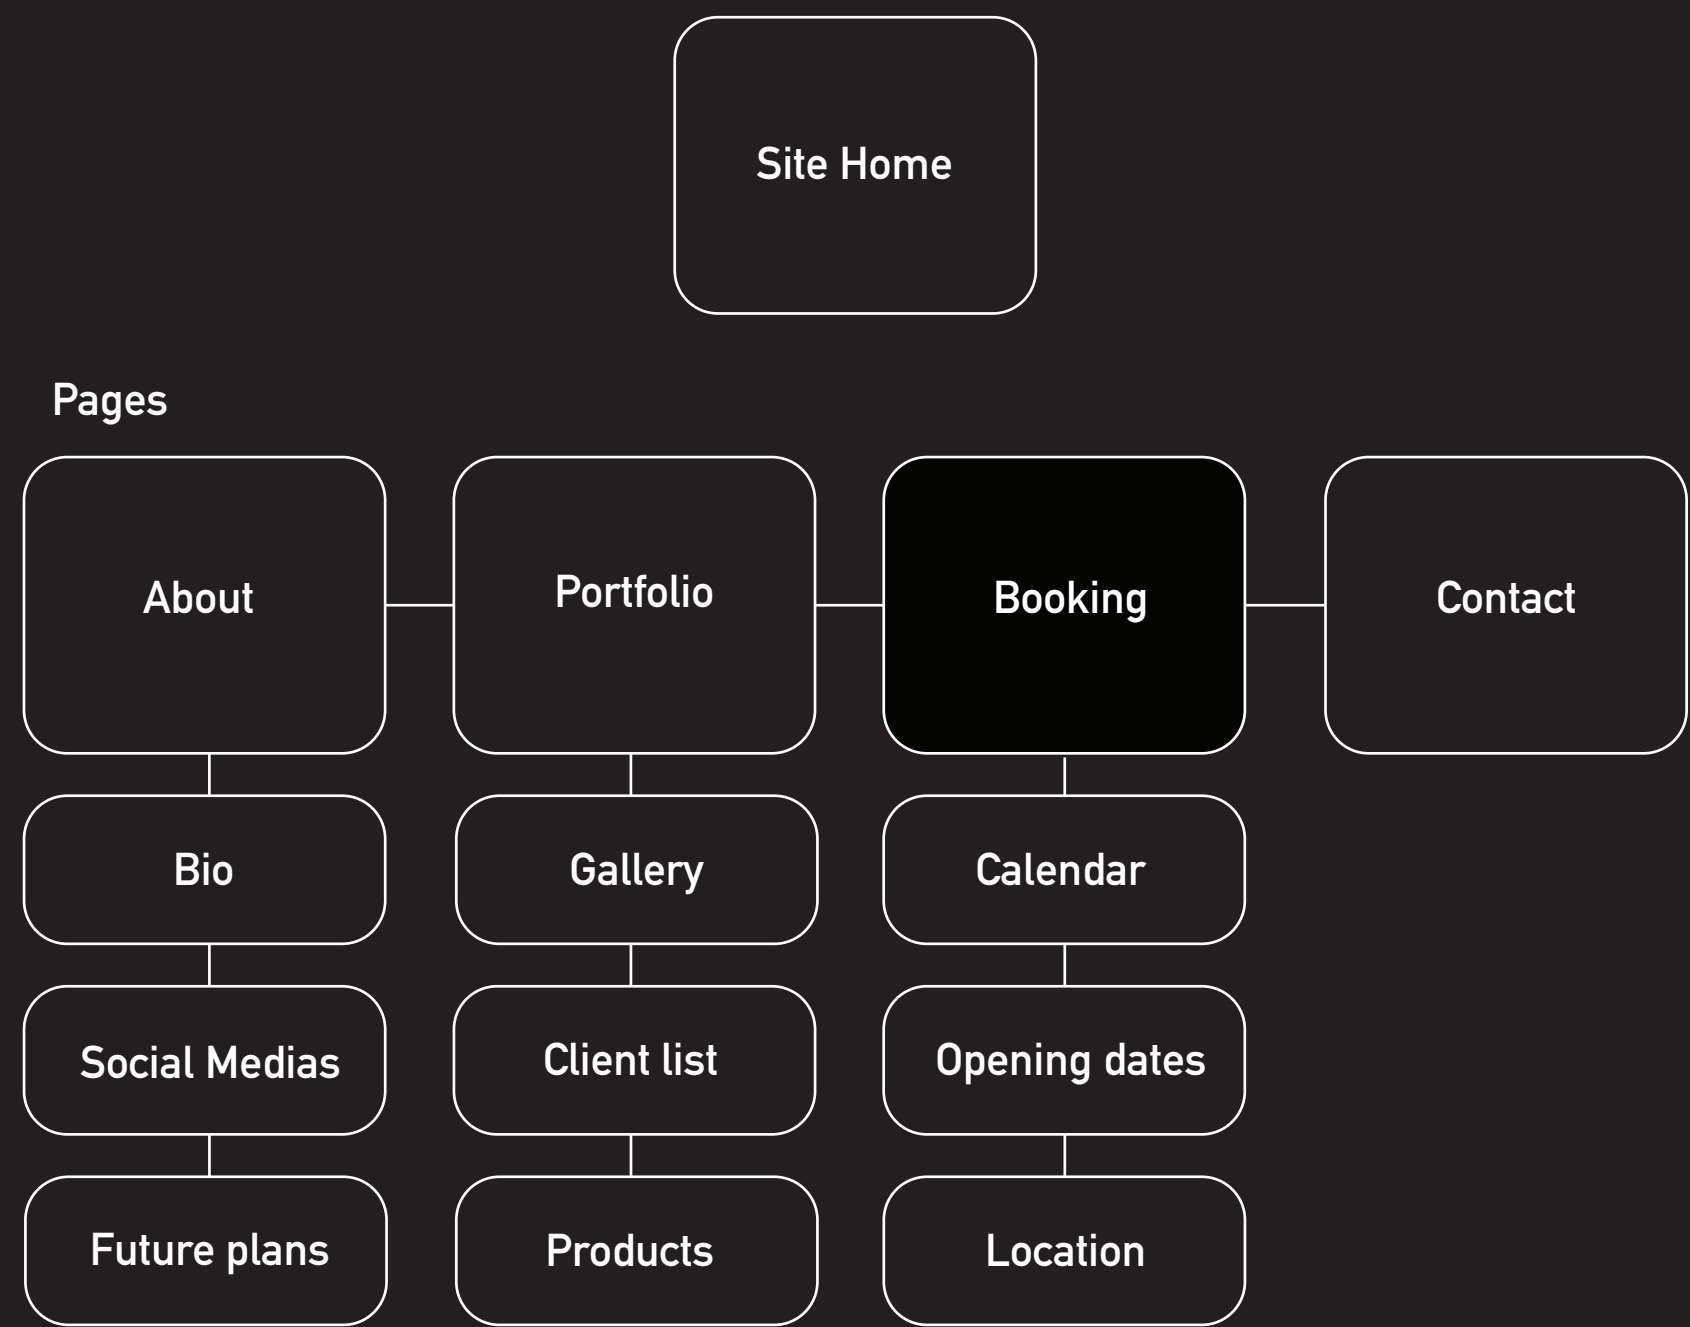 Site Home
Pages
About
Portfolio
Booking
Contact
Bio
Gallery
Calendar
Social Medias
Client list
Opening dates
Future plans
Products
Location